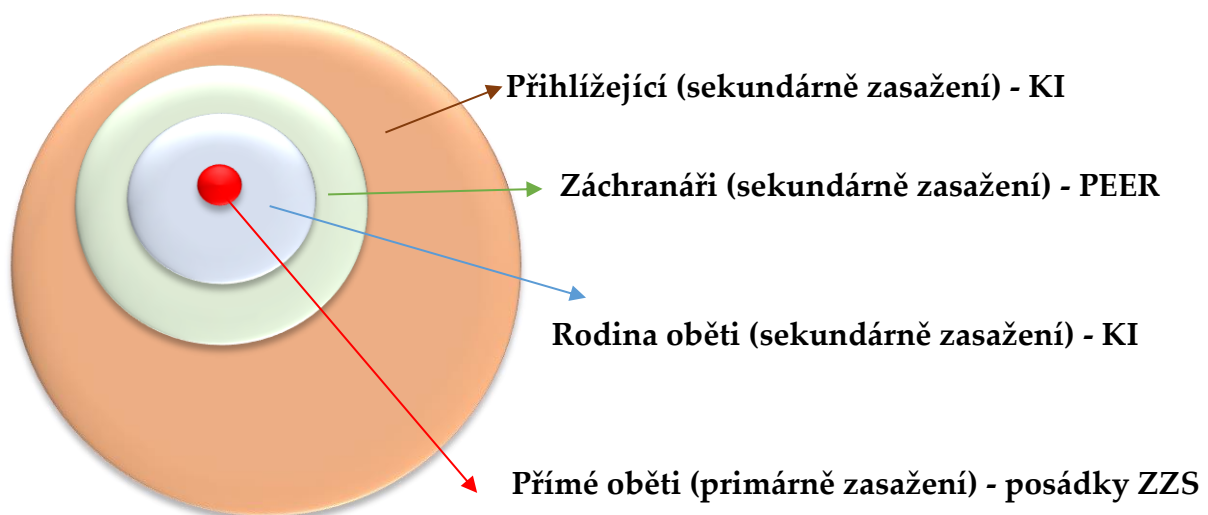 Přihlížející (sekundárně zasažení) - KI
Záchranáři (sekundárně zasažení) - PEER
Rodina oběti (sekundárně zasažení) - KI
Přímé oběti (primárně zasažení) - posádky ZZS